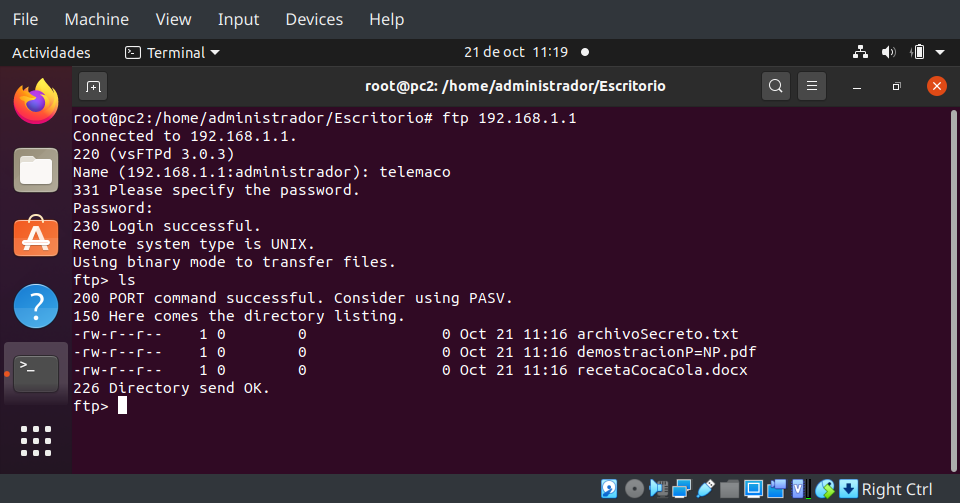 File Machine View Input Devices Help
Actividades Terminal 21 de oct 11:19
root@pc2: /home/administrador/Escritorio
root@pc2:/home/administrador/Escritorio# ftp 192.168.1.1
Connected to 192.168.1.1.
220 (vsFTPd 3.0.3)
Name (192.168.1.1:administrador): telemaco
331 Please specify the password.
Password:
230 Login successful.
Remote system type is UNIX.
Using binary mode to transfer files.
ftp> ls
200 PORT command successful. Consider using PASV.
150 Here comes the directory listing.
-rw-r--r--    1 0        0               0 Oct 21 11:16 archivoSecreto.txt
-rw-r--r--    1 0        0               0 Oct 21 11:16 demostracionP=NP.pdf
-rw-r--r--    1 0        0               0 Oct 21 11:16 recetaCocaCola.docx
226 Directory send OK.
ftp>
Right Ctrl